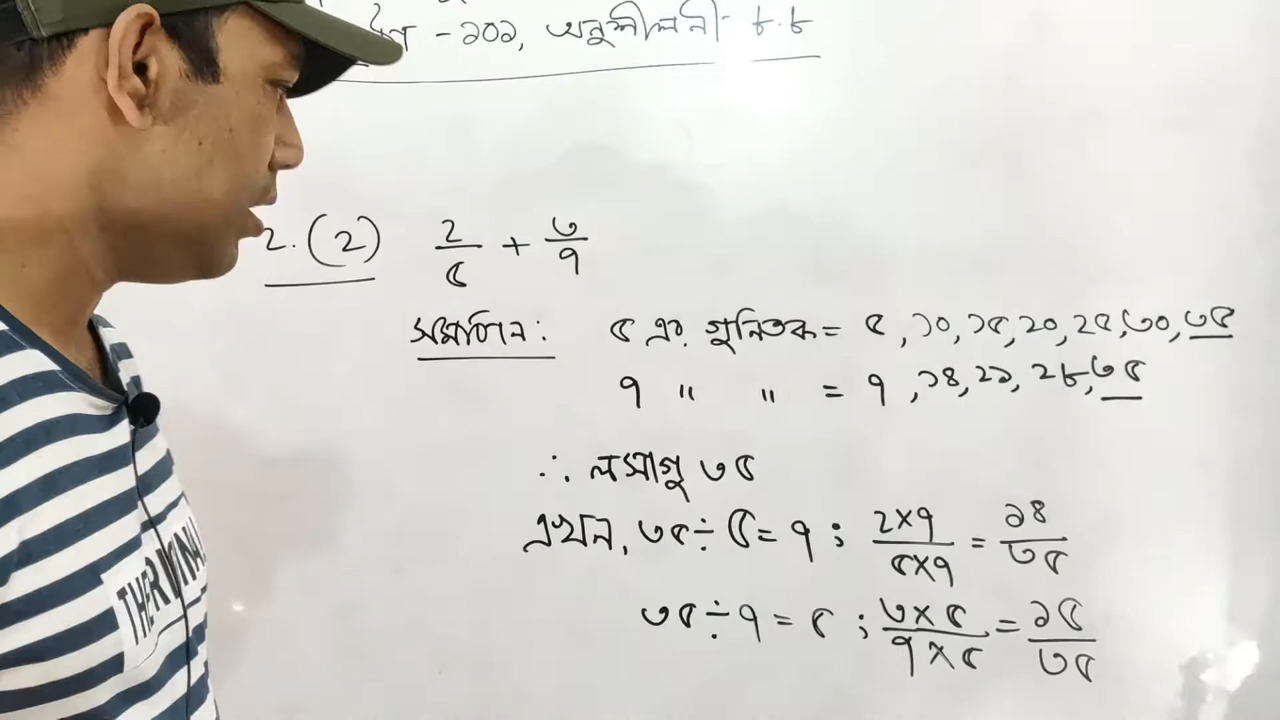 - ১০১, অনুশীলনী ৮.৮
২. (২) ২/৫ + ৩/৭
সমাধান: ৫ এর গুনিতক = ৫, ১০, ১৫, ২০, ২৫, ৩০, ৩৫
৭ " " = ৭, ১৪, ২১, ২৮, ৩৫
∴ লসাগু ৩৫
এখন, ৩৫ ÷ ৫ = ৭ ; ২×৭/৫×৭ = ১৪/৩৫
৩৫ ÷ ৭ = ৫ ; ৩×৫/৭×৫ = ১৫/৩৫